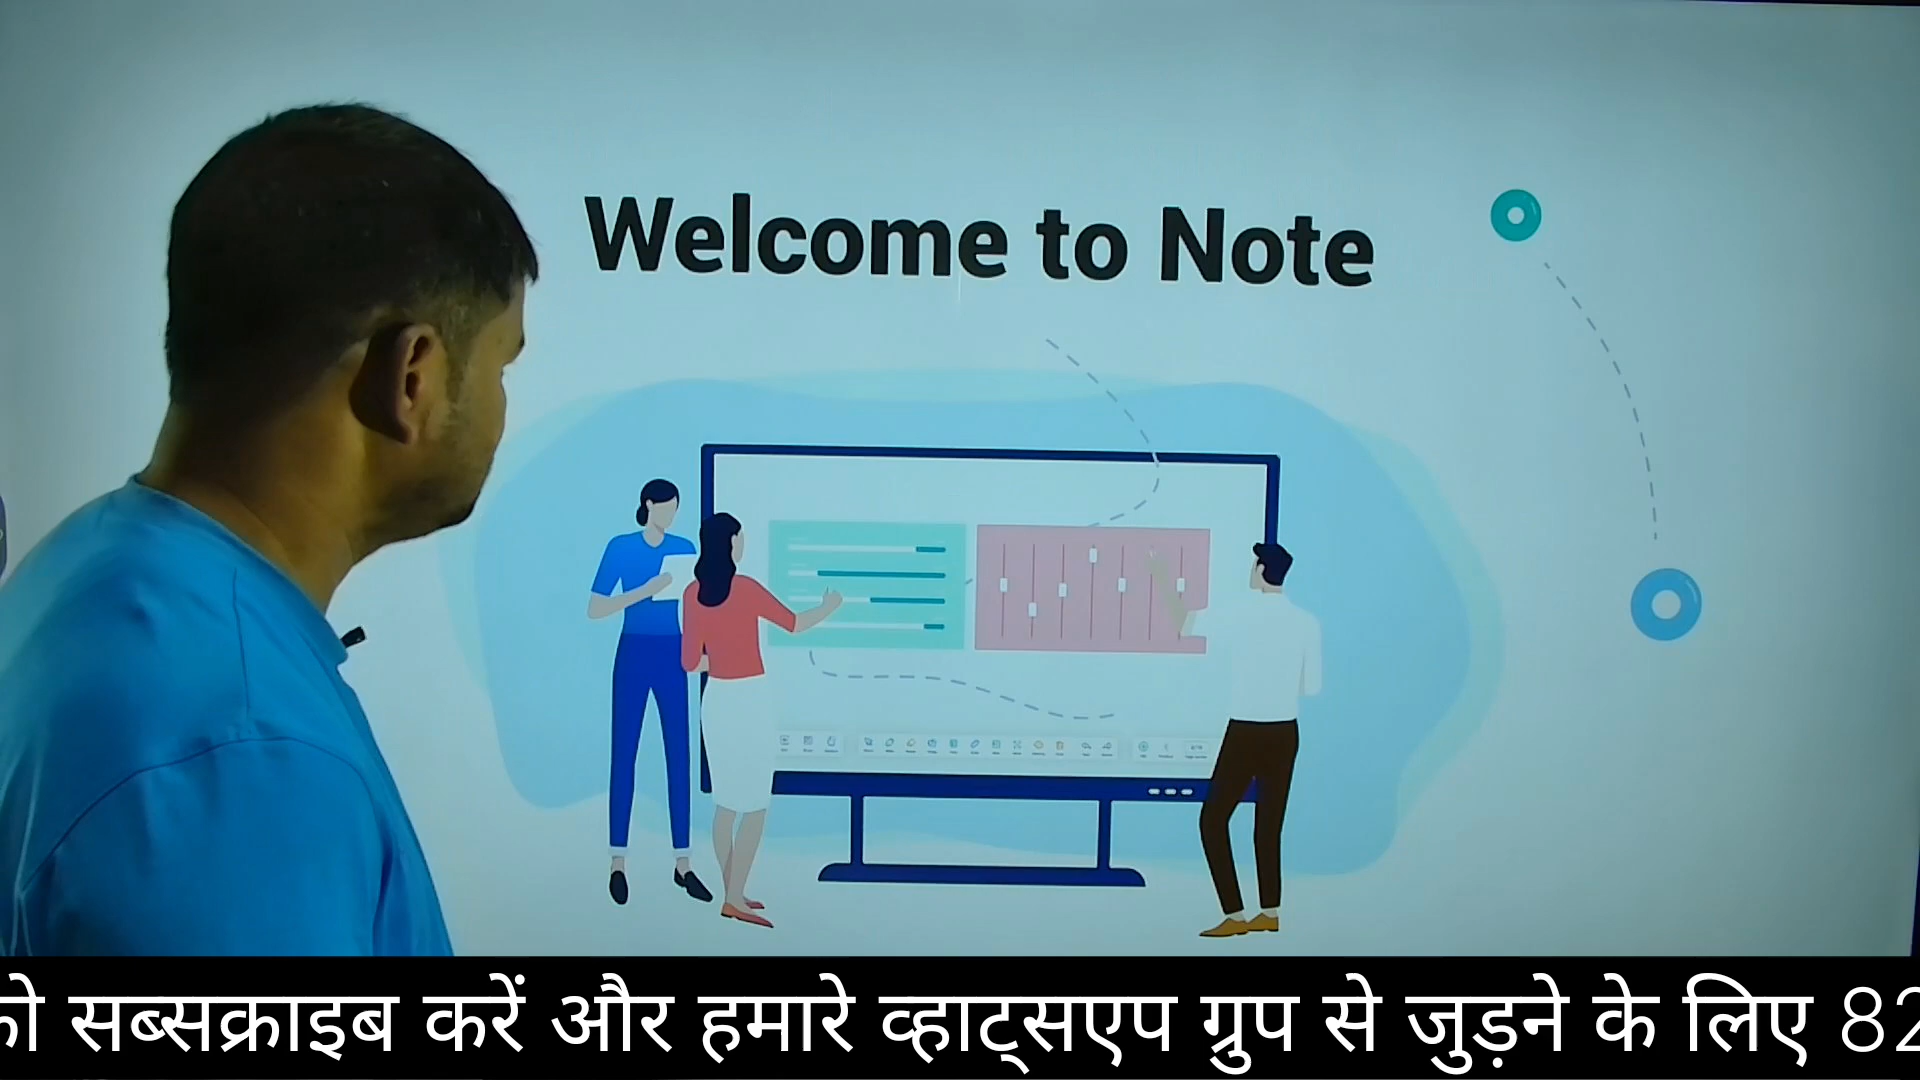 Welcome to Note
को सब्सक्राइब करें और हमारे व्हाट्सएप ग्रुप से जुड़ने के लिए 82